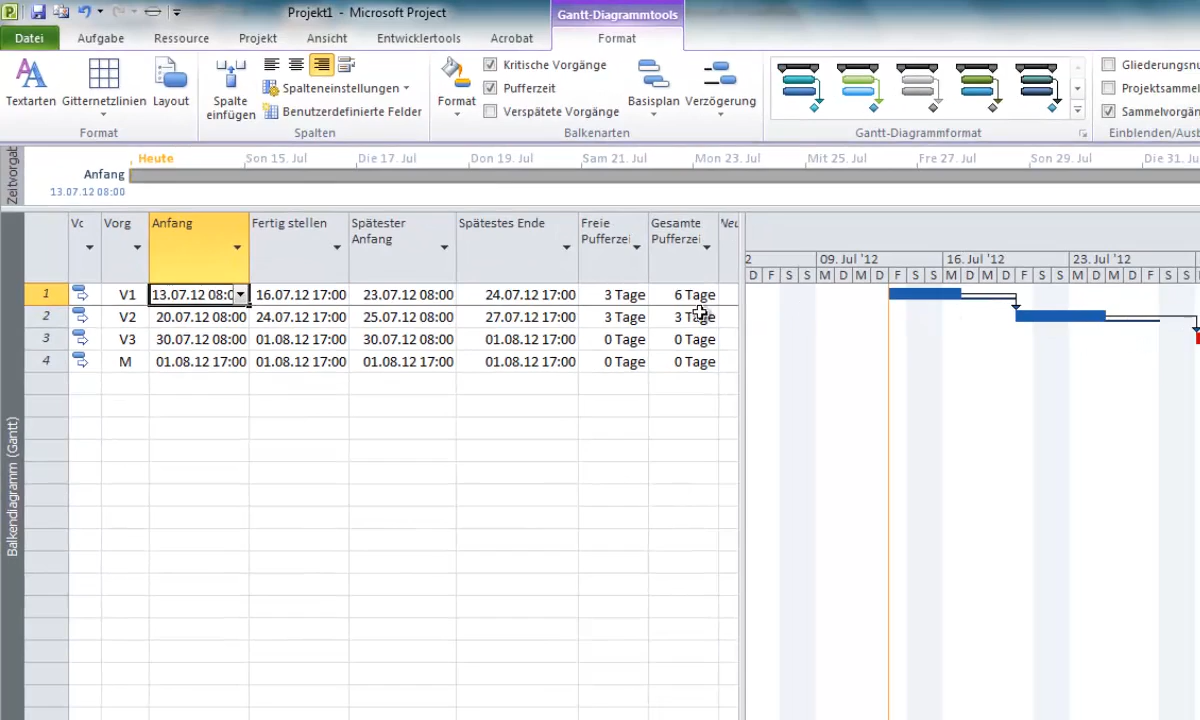 Projekt1 - Microsoft Project
Gantt-Diagrammtools
Datei Aufgabe Ressource Projekt Ansicht Entwicklertools Acrobat Format
Textarten Gitternetzlinien Layout
Format
Spalte einfügen
Spalteneinstellungen
Benutzerdefinierte Felder
Spalten
Format
Kritische Vorgänge
Pufferzeit
Verspätete Vorgänge
Basisplan Verzögerung
Balkenarten
Gantt-Diagrammformat
Gliederungsnu
Projektsammel
Sammelvorgän
Einblenden/Ausb
Zeitvorgab
Heute Son 15. Jul Die 17. Jul Don 19. Jul Sam 21. Jul Mon 23. Jul Mit 25. Jul Fre 27. Jul Son 29. Jul Die 31. Ju
Anfang
13.07.12 08:00
Vc Vorg Anfang Fertig stellen Spätester Anfang Spätestes Ende Freie Pufferzei Gesamte Pufferzei Neu
2 09. Jul '12 16. Jul '12 23. Jul '12
D F S S M D M D F S S M D M D F S S M D M D F S S
1 V1 13.07.12 08:0 16.07.12 17:00 23.07.12 08:00 24.07.12 17:00 3 Tage 6 Tage
2 V2 20.07.12 08:00 24.07.12 17:00 25.07.12 08:00 27.07.12 17:00 3 Tage 3 Tage
3 V3 30.07.12 08:00 01.08.12 17:00 30.07.12 08:00 01.08.12 17:00 0 Tage 0 Tage
4 M 01.08.12 17:00 01.08.12 17:00 01.08.12 17:00 01.08.12 17:00 0 Tage 0 Tage
Balkendiagramm (Gantt)